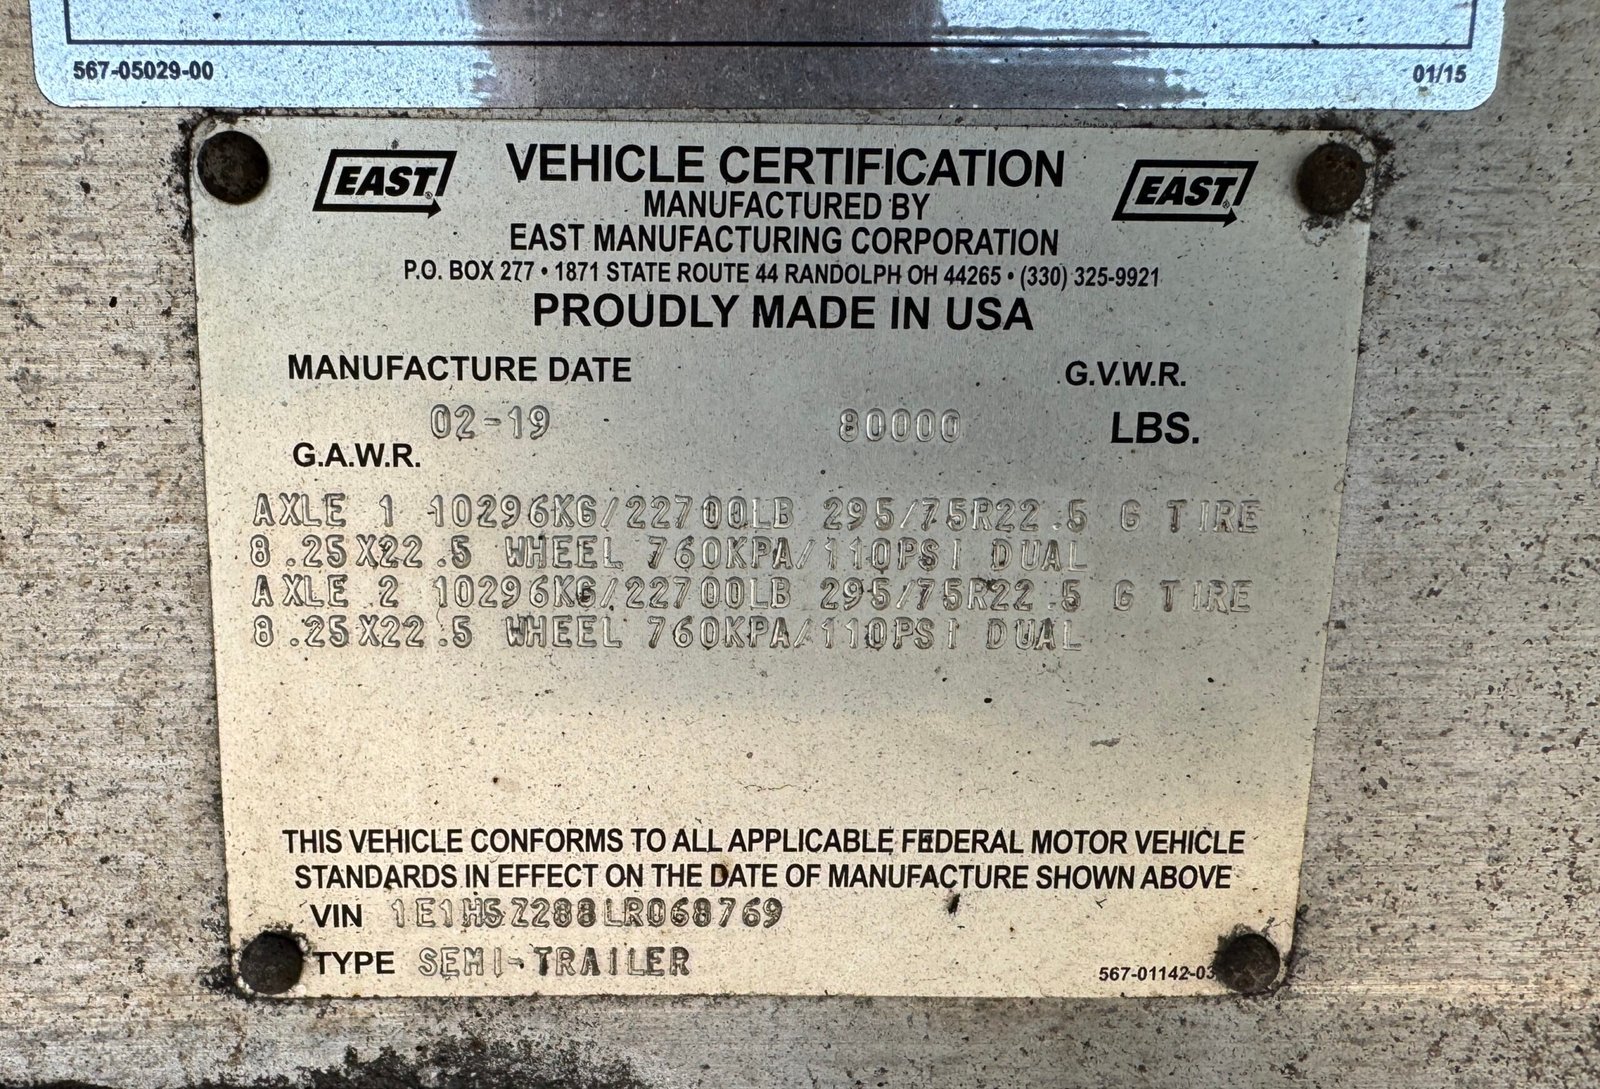 567-05029-00 01/15
EAST® VEHICLE CERTIFICATION EAST®
MANUFACTURED BY
EAST MANUFACTURING CORPORATION
P.O. BOX 277 • 1871 STATE ROUTE 44 RANDOLPH OH 44265 • (330) 325-9921
PROUDLY MADE IN USA
MANUFACTURE DATE G.V.W.R.
02-19 80000 LBS.
G.A.W.R.
AXLE 1 10296KG/22700LB 295/75R22.5 G TIRE
8.25X22.5 WHEEL 760KPA/110PSI DUAL
AXLE 2 10296KG/22700LB 295/75R22.5 G TIRE
8.25X22.5 WHEEL 760KPA/110PSI DUAL
THIS VEHICLE CONFORMS TO ALL APPLICABLE FEDERAL MOTOR VEHICLE
STANDARDS IN EFFECT ON THE DATE OF MANUFACTURE SHOWN ABOVE
VIN 1E1H5Z288LR068769
TYPE SEMI-TRAILER